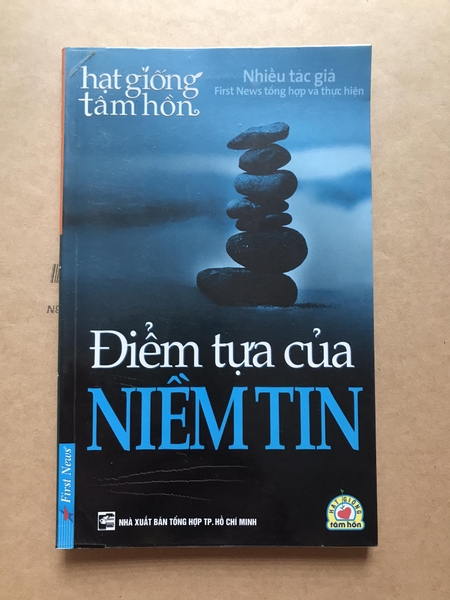 hạt giống
tâm hồn
Nhiều tác giả
First News tổng hợp và thực hiện
Điểm tựa của
NIỀM TIN
First News
NHÀ XUẤT BẢN TỔNG HỢP TP. HỒ CHÍ MINH
HẠT GIỐNG
tâm hồn